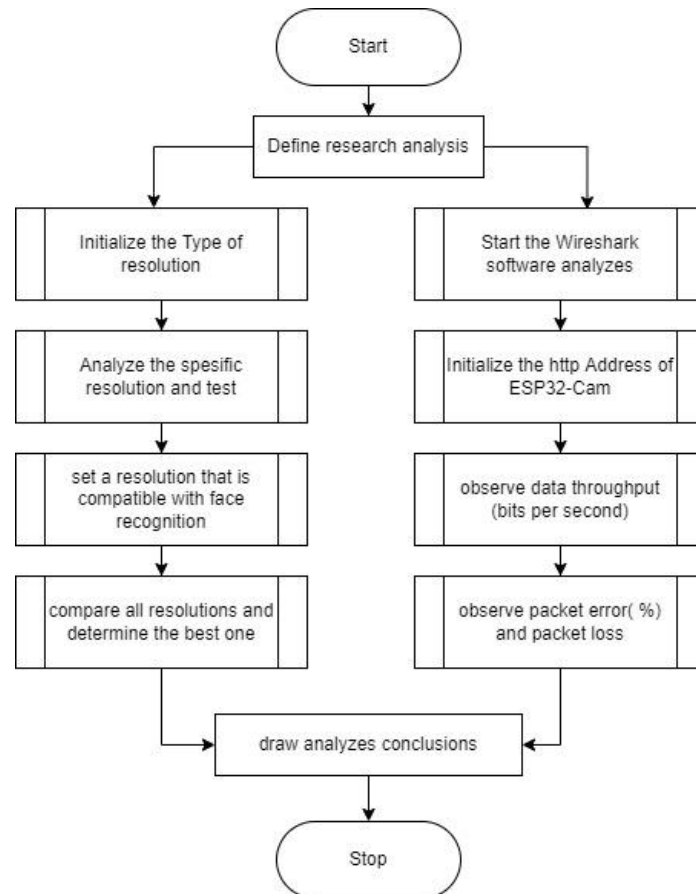 Start
Define research analysis
Initialize the Type of
resolution
Analyze the spesific
resolution and test
set a resolution that is
compatible with face
recognition
compare all resolutions and
determine the best one
Start the Wireshark
software analyzes
Initialize the http Address of
ESP32-Cam
observe data throughput
(bits per second)
observe packet error( %)
and packet loss
draw analyzes conclusions
Stop